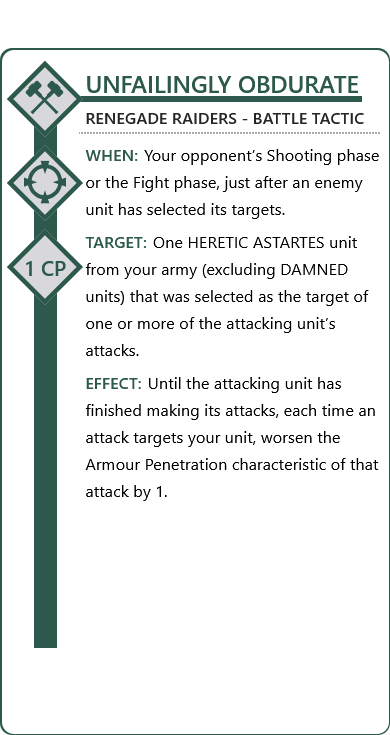 UNFAILINGLY OBDURATE
RENEGADE RAIDERS - BATTLE TACTIC
WHEN: Your opponent's Shooting phase
or the Fight phase, just after an enemy
unit has selected its targets.
TARGET: One HERETIC ASTARTES unit
from your army (excluding DAMNED
units) that was selected as the target of
one or more of the attacking unit's
attacks.
1 CP
EFFECT: Until the attacking unit has
finished making its attacks, each time an
attack targets your unit, worsen the
Armour Penetration characteristic of that
attack by 1.